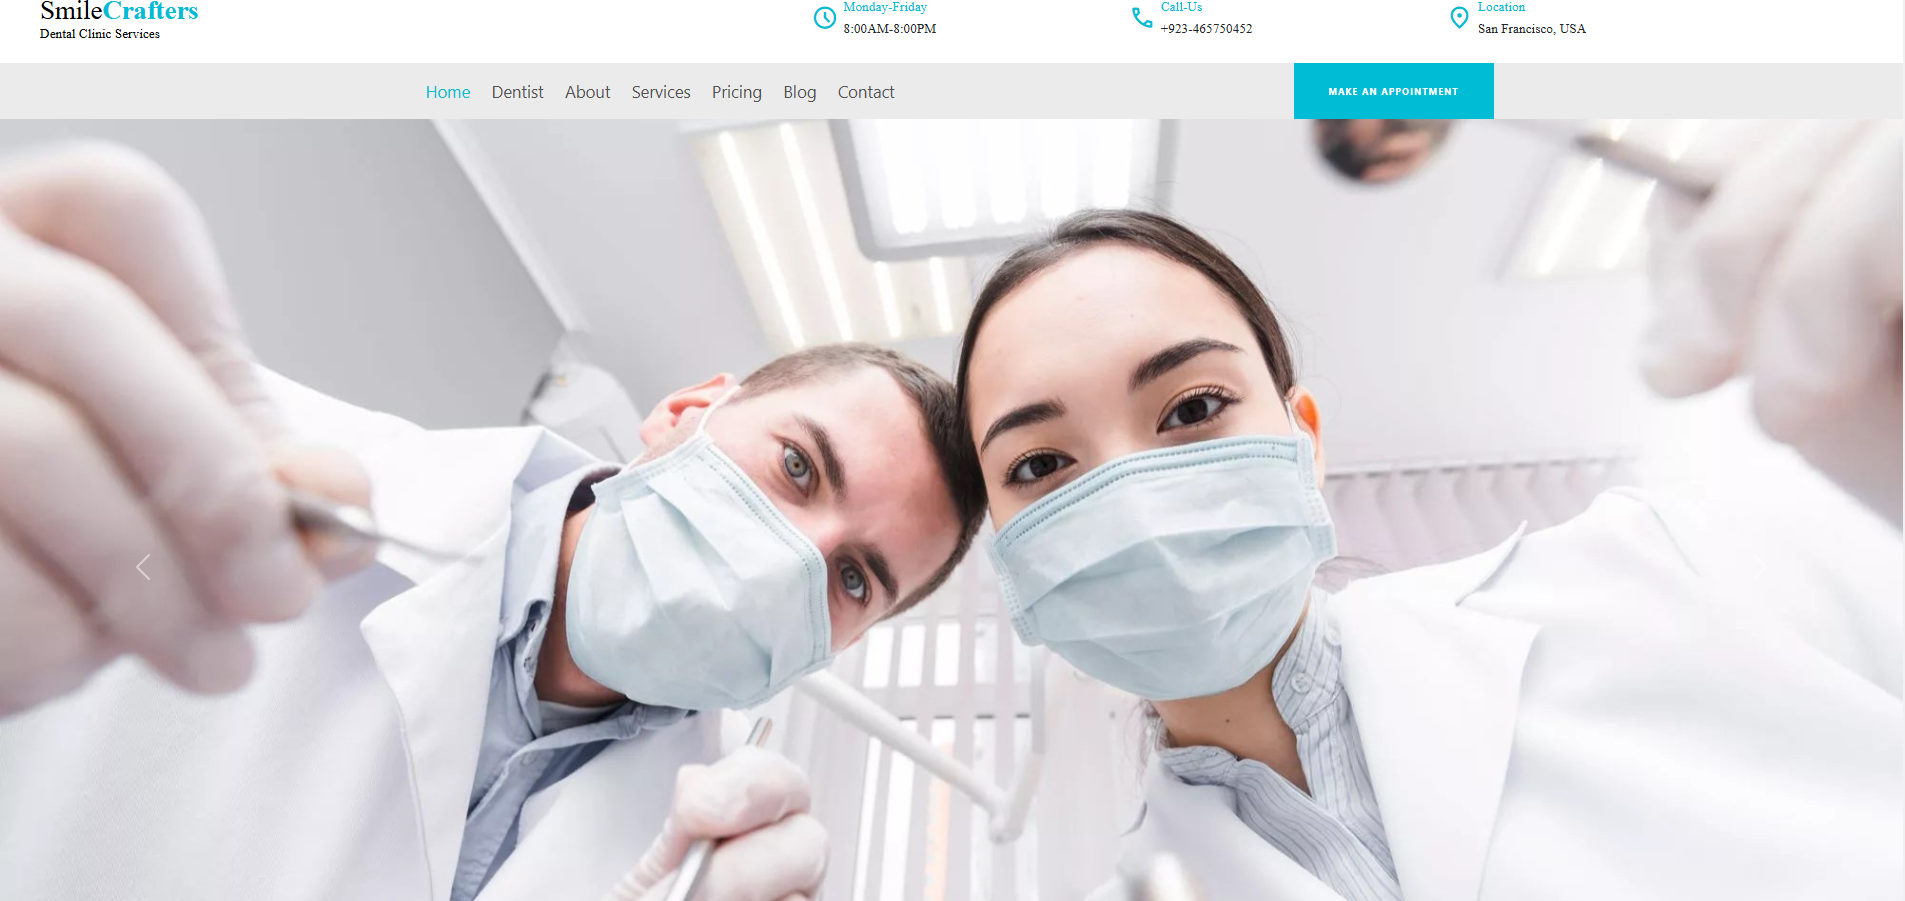 SmileCrafters
Dental Clinic Services
Monday-Friday
8:00AM-8:00PM
Call-Us
+923-465750452
Location
San Francisco, USA
Home Dentist About Services Pricing Blog Contact
MAKE AN APPOINTMENT